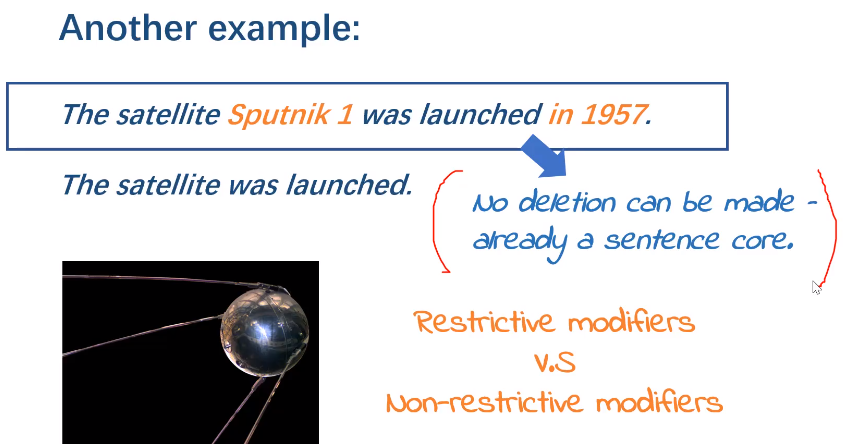 Another example:
The satellite Sputnik 1 was launched in 1957.
The satellite was launched.
No deletion can be made -
already a sentence core.
Restrictive modifiers
v.s
Non-restrictive modifiers